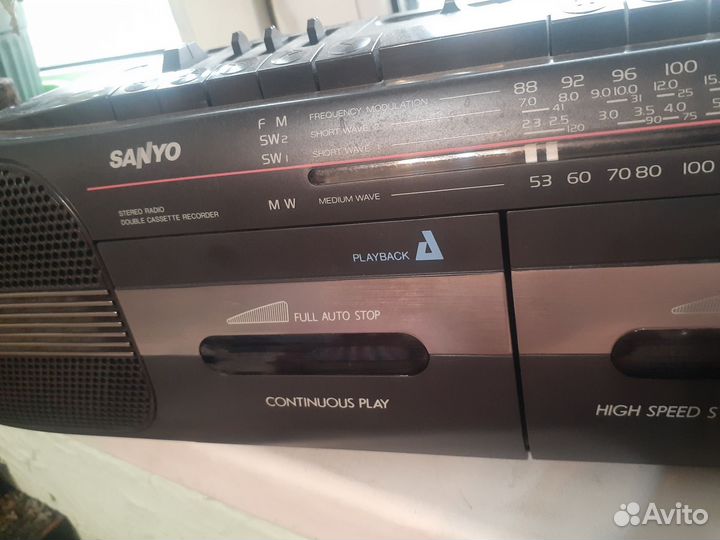 SANYO
STEREO RADIO
DOUBLE CASSETTE RECORDER
F M FREQUENCY MODULATION 88 92 96 100
SW2 SHORT WAVE 7.0 8.0 9.0 10.0 12.0 15.
41 31 25
SW1 SHORT WAVE 2.3 2.5 3.0 3.5 4.0 5.
120 90 75
M W MEDIUM WAVE 53 60 70 80 100
PLAYBACK A
FULL AUTO STOP
CONTINUOUS PLAY
HIGH SPEED S
Avito